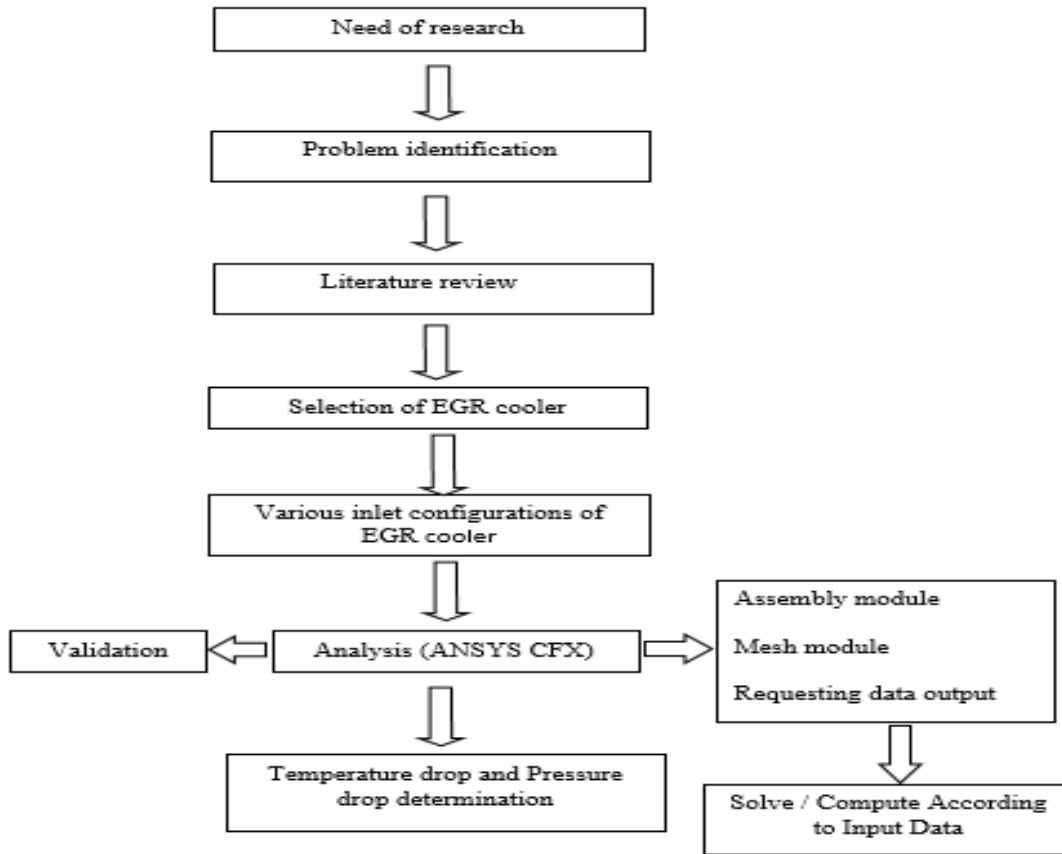 Need of research
Problem identification
Literature review
Selection of EGR cooler
Various inlet configurations of
EGR cooler
Validation
Analysis (ANSYS CFX)
Assembly module
Mesh module
Requesting data output
Temperature drop and Pressure
drop determination
Solve / Compute According
to Input Data